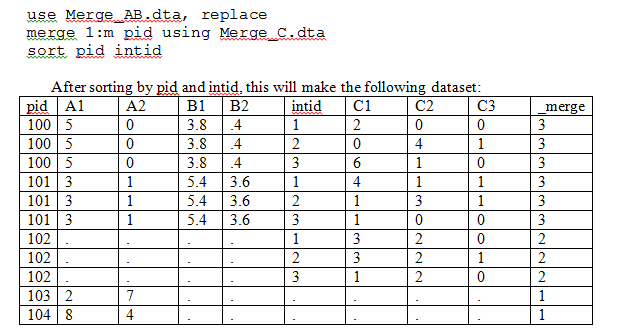 use Merge_AB.dta, replace
merge 1:m pid using Merge_C.dta
sort pid intid
After sorting by pid and intid, this will make the following dataset:
pid A1 A2 B1 B2 intid C1 C2 C3 _merge
100 5 0 3.8 .4 1 2 0 0 3
100 5 0 3.8 .4 2 0 4 1 3
100 5 0 3.8 .4 3 6 1 0 3
101 3 1 5.4 3.6 1 4 1 1 3
101 3 1 5.4 3.6 2 1 3 1 3
101 3 1 5.4 3.6 3 1 0 0 3
102 . . . . 1 3 2 0 2
102 . . . . 2 3 2 1 2
102 . . . . 3 1 2 0 2
103 2 7 . . . . . . 1
104 8 4 . . . . . . 1